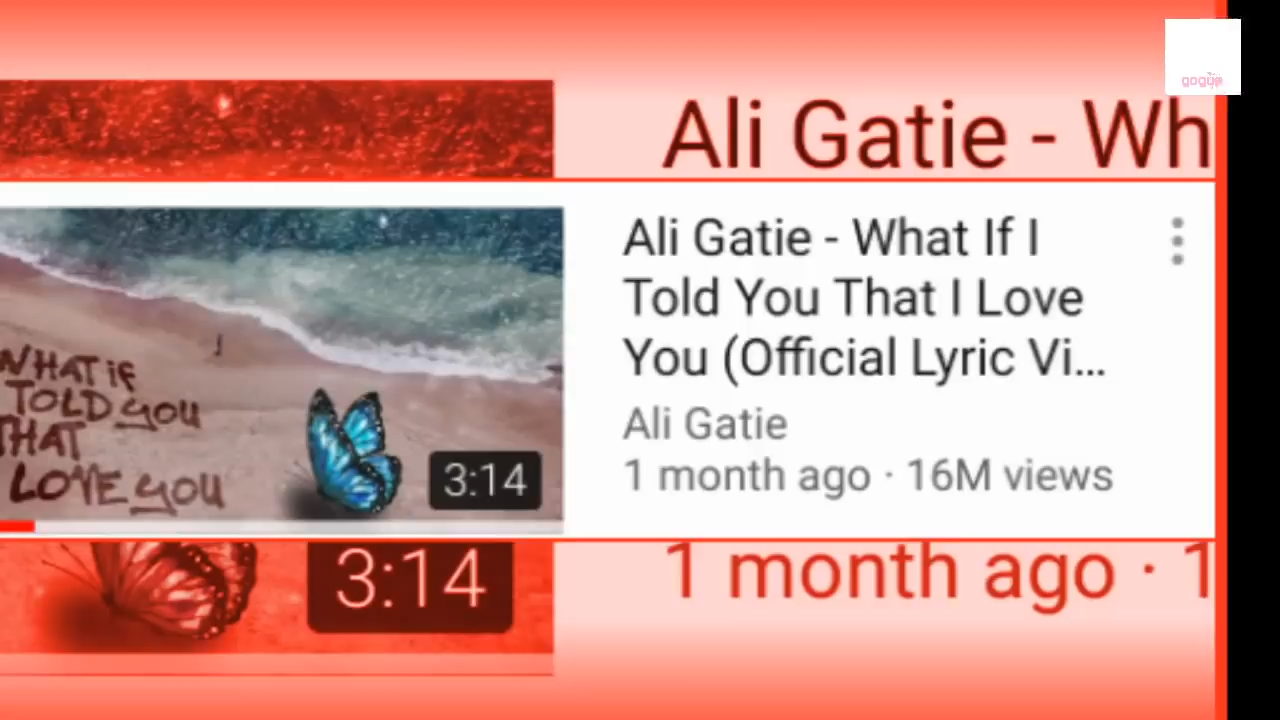 gogüjø
Ali Gatie - Wh
Ali Gatie - What If I
Told You That I Love
You (Official Lyric Vi...
Ali Gatie
1 month ago · 16M views
WHAT iF
TOLD YOU
THAT
LOVE YOU
3:14
3:14
1 month ago · 1